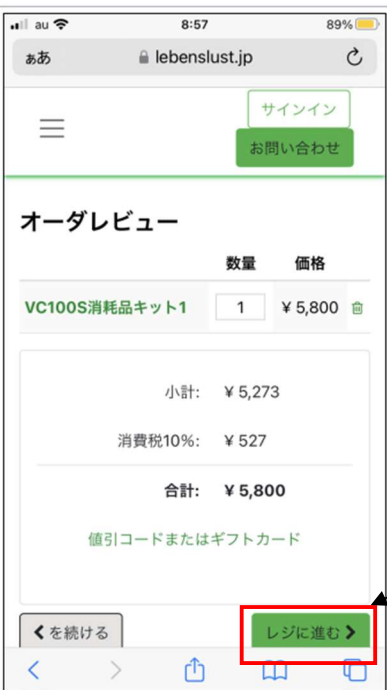 au 8:57 89%
ぁあ lebenslust.jp
サインイン
お問い合わせ
オーダレビュー
数量 価格
VC100S消耗品キット1 1 ¥ 5,800
小計: ¥ 5,273
消費税10%: ¥ 527
合計: ¥ 5,800
値引コードまたはギフトカード
を続ける レジに進む